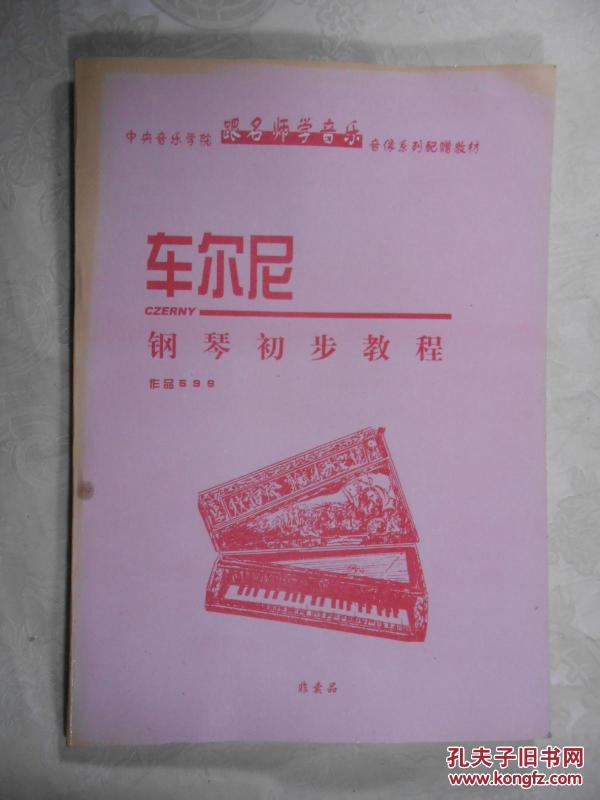 中央音乐学院 跟名师学音乐 音像系列配赠教材
车尔尼
CZERNY
钢琴初步教程
作品599
非卖品
孔夫子旧书网
www.kongfz.com